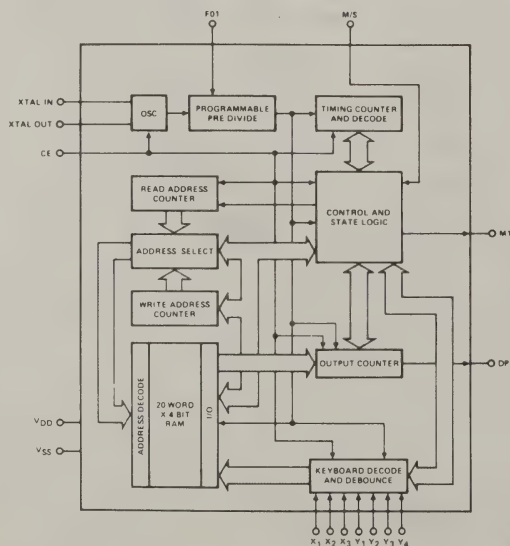 F01
M/S
XTAL IN
XTAL OUT
CE
OSC
PROGRAMMABLE
PRE DIVIDE
TIMING COUNTER
AND DECODE
READ ADDRESS
COUNTER
CONTROL AND
STATE LOGIC
ADDRESS SELECT
M1
WRITE ADDRESS
COUNTER
OUTPUT COUNTER
DP
ADDRESS DECODE
20 WORD
X 4 BIT
RAM
I/O
VDD
VSS
KEYBOARD DECODE
AND DEBOUNCE
X1 X2 X3 Y1 Y2 Y3 Y4